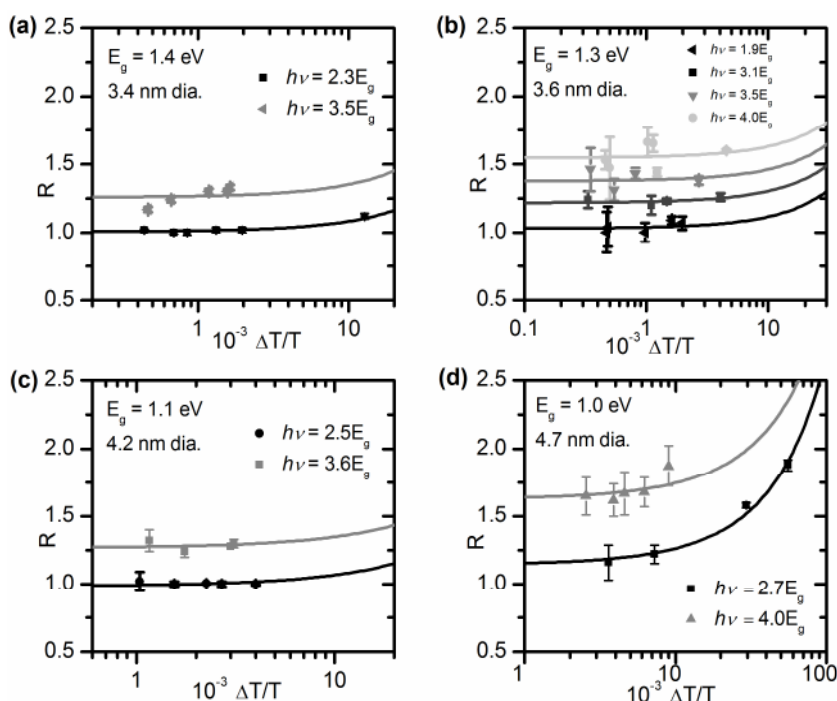 (a)
E_g = 1.4 eV
3.4 nm dia.
hν = 2.3E_g
hν = 3.5E_g
2.5
2.0
1.5
1.0
0.5
R
1
10
10⁻³ ΔT/T
(b)
E_g = 1.3 eV
3.6 nm dia.
hν = 1.9E_g
hν = 3.1E_g
hν = 3.5E_g
hν = 4.0E_g
2.5
2.0
1.5
1.0
0.5
R
0.1
1
10
10⁻³ ΔT/T
(c)
E_g = 1.1 eV
4.2 nm dia.
hν = 2.5E_g
hν = 3.6E_g
2.5
2.0
1.5
1.0
0.5
R
1
10
10⁻³ ΔT/T
(d)
E_g = 1.0 eV
4.7 nm dia.
hν = 2.7E_g
hν = 4.0E_g
2.5
2.0
1.5
1.0
0.5
R
1
10
100
10⁻³ ΔT/T